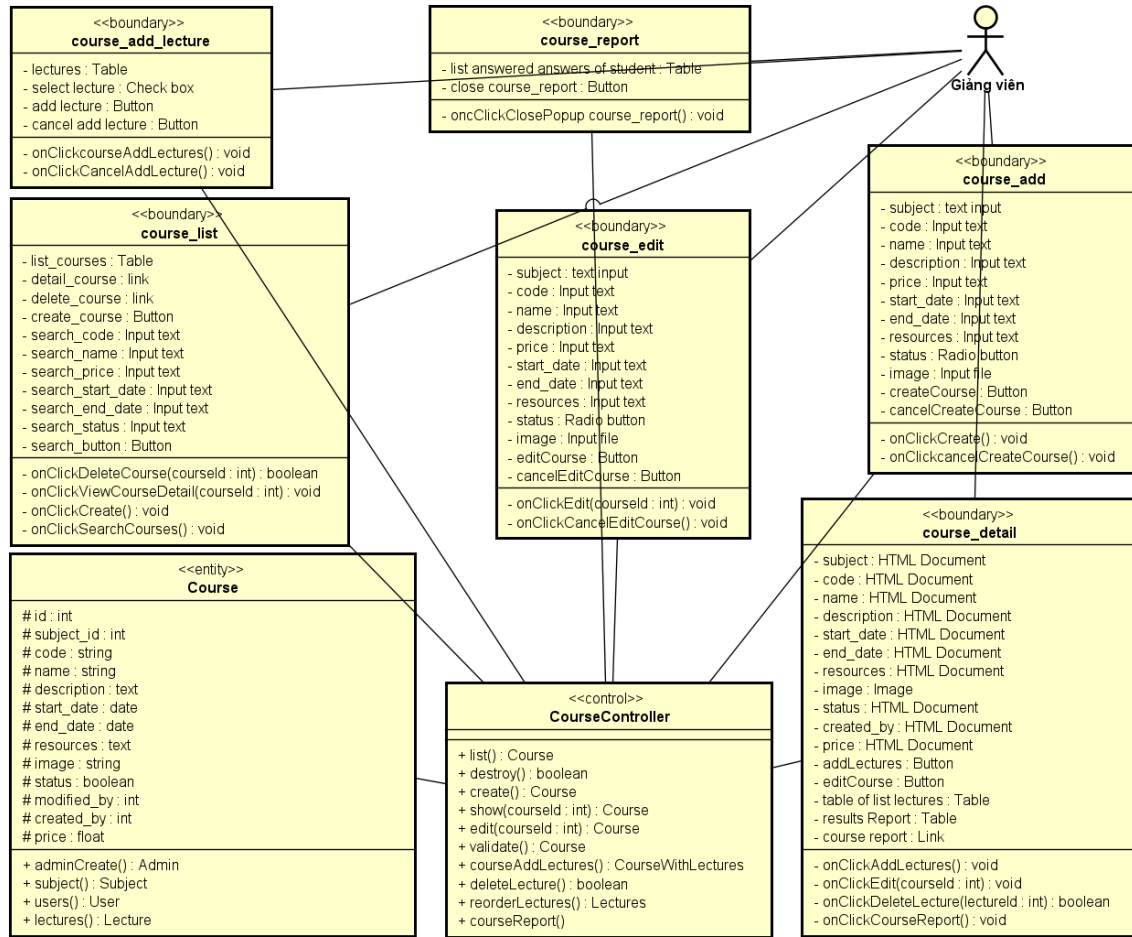 <<boundary>>
course_add_lecture
- lectures : Table
- select lecture : Check box
- add lecture : Button
- cancel add lecture : Button
- onClickcourseAddLectures() : void
- onClickCancelAddLecture() : void
<<boundary>>
course_report
- list answered answers of student : Table
- close course_report : Button
- oncClickClosePopup course_report() : void
Giảng viên
<<boundary>>
course_add
- subject : text input
- code : Input text
- name : Input text
- description : Input text
- price : Input text
- start_date : Input text
- end_date : Input text
- resources : Input text
- status : Radio button
- image : Input file
- createCourse : Button
- cancelCreateCourse : Button
- onClickCreate() : void
- onClickcancelCreateCourse() : void
<<boundary>>
course_list
- list_courses : Table
- detail_course : link
- delete_course : link
- create_course : Button
- search_code : Input text
- search_name : Input text
- search_price : Input text
- search_start_date : Input text
- search_end_date : Input text
- search_status : Input text
- search_button : Button
- onClickDeleteCourse(courseId : int) : boolean
- onClickViewCourseDetail(courseId : int) : void
- onClickCreate() : void
- onClickSearchCourses() : void
<<boundary>>
course_edit
- subject : text input
- code : Input text
- name : Input text
- description : Input text
- price : Input text
- start_date : Input text
- end_date : Input text
- resources : Input text
- status : Radio button
- image : Input file
- editCourse : Button
- cancelEditCourse : Button
- onClickEdit(courseId : int) : void
- onClickCancelEditCourse() : void
<<boundary>>
course_detail
- subject : HTML Document
- code : HTML Document
- name : HTML Document
- description : HTML Document
- start_date : HTML Document
- end_date : HTML Document
- resources : HTML Document
- image : Image
- status : HTML Document
- created_by : HTML Document
- price : HTML Document
- addLectures : Button
- editCourse : Button
- table of list lectures : Table
- results Report : Table
- course report : Link
- onClickAddLectures() : void
- onClickEdit(courseId : int) : void
- onClickDeleteLecture(lectureId : int) : boolean
- onClickCourseReport() : void
<<entity>>
Course
# id : int
# subject_id : int
# code : string
# name : string
# description : text
# start_date : date
# end_date : date
# resources : text
# image : string
# status : boolean
# modified_by : int
# created_by : int
# price : float
+ adminCreate() : Admin
+ subject() : Subject
+ users() : User
+ lectures() : Lecture
<<control>>
CourseController
+ list() : Course
+ destroy() : boolean
+ create() : Course
+ show(courseId : int) : Course
+ edit(courseId : int) : Course
+ validate() : Course
+ courseAddLectures() : CourseWithLectures
+ deleteLecture() : boolean
+ reorderLectures() : Lectures
+ courseReport()